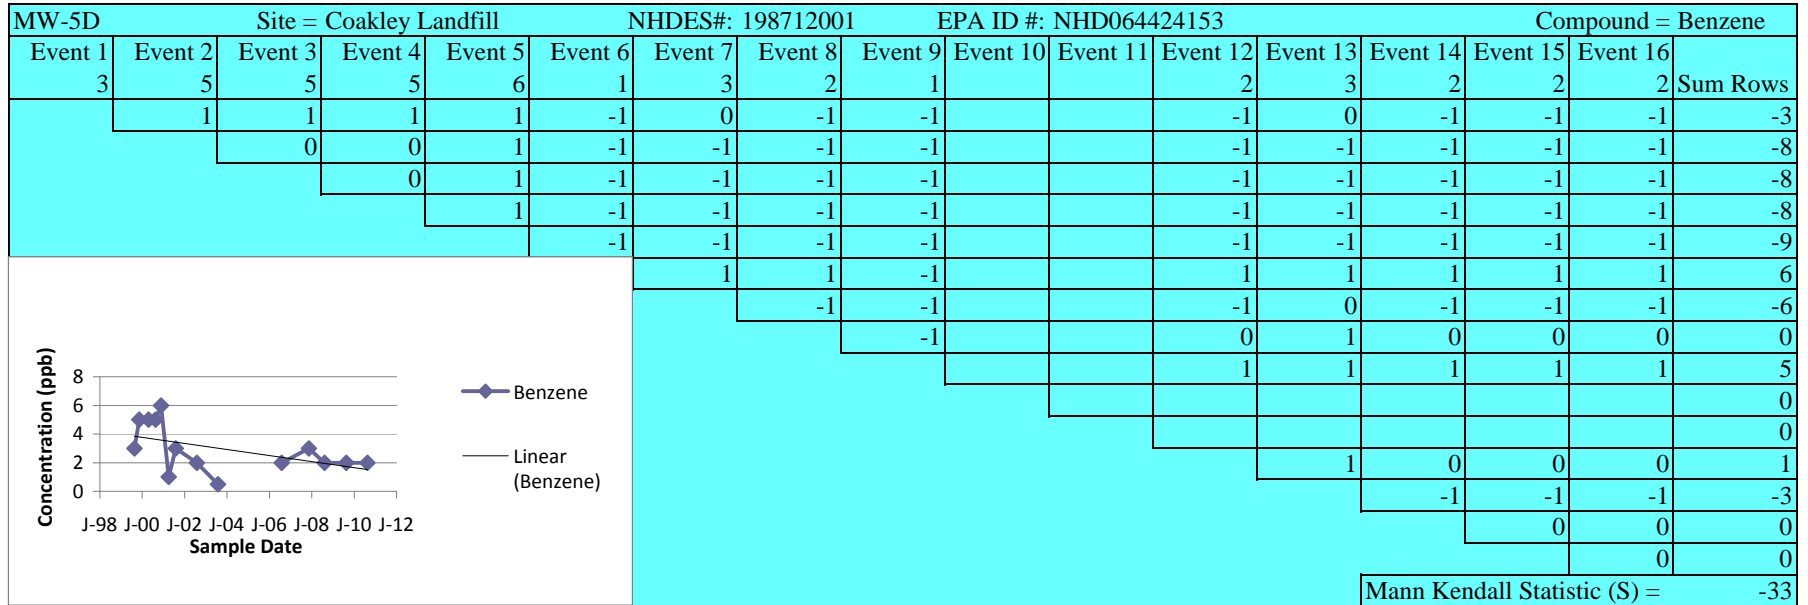 MW-5D Site = Coakley Landfill NHDES#: 198712001 EPA ID #: NHD064424153 Compound = Benzene
Event 1 Event 2 Event 3 Event 4 Event 5 Event 6 Event 7 Event 8 Event 9 Event 10 Event 11 Event 12 Event 13 Event 14 Event 15 Event 16
3 5 5 5 6 1 3 2 1 2 3 2 2 2 Sum Rows
1 1 1 1 -1 0 -1 -1 -1 0 -1 -1 -1 -3
0 0 1 -1 -1 -1 -1 -1 -1 -1 -1 -1 -8
0 1 -1 -1 -1 -1 -1 -1 -1 -1 -1 -8
1 -1 -1 -1 -1 -1 -1 -1 -1 -1 -8
-1 -1 -1 -1 -1 -1 -1 -1 -1 -9
1 1 -1 1 1 1 1 1 6
-1 -1 -1 0 -1 -1 -1 -6
-1 0 1 0 0 0 0
1 1 1 1 1 5
0
0
1 0 0 0 1
-1 -1 -1 -3
0 0 0
0 0
Mann Kendall Statistic (S) = -33
Concentration (ppb)
8
6
4
2
0
J-98 J-00 J-02 J-04 J-06 J-08 J-10 J-12
Sample Date
Benzene
Linear
(Benzene)